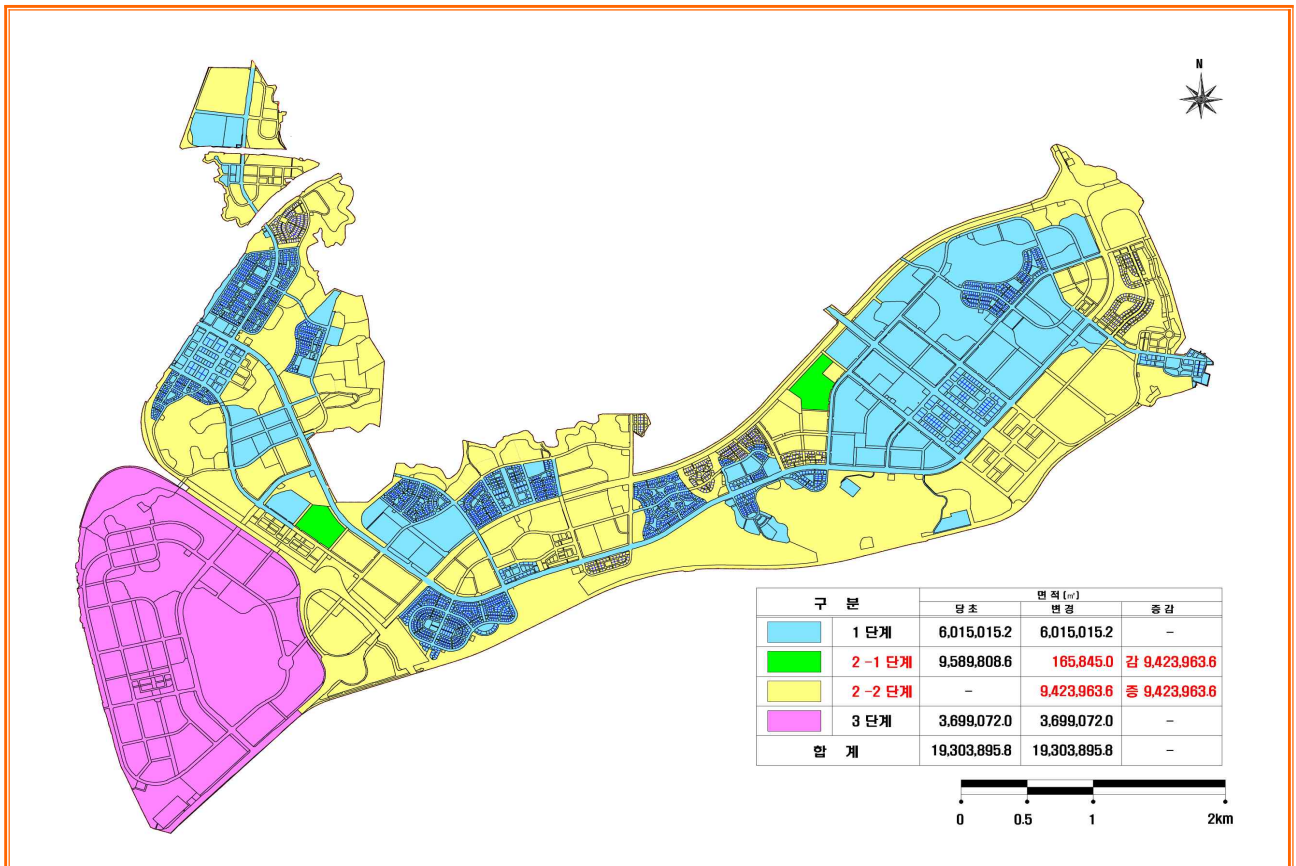 N
구 분 면 적 (㎡)
당 초 변 경 증 감
1 단계 6,015,015.2 6,015,015.2 -
2 -1 단계 9,589,808.6 165,845.0 감 9,423,963.6
2 -2 단계 - 9,423,963.6 증 9,423,963.6
3 단계 3,699,072.0 3,699,072.0 -
합 계 19,303,895.8 19,303,895.8 -
0 0.5 1 2km